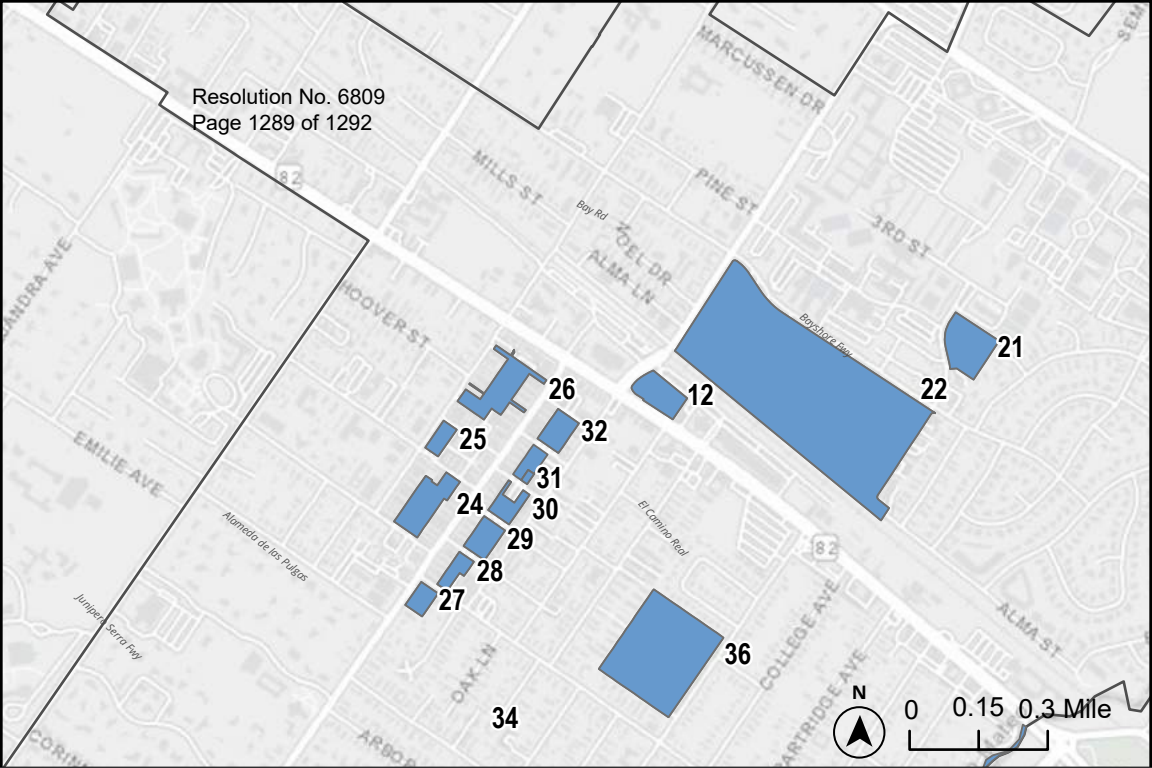 MARCUSSEN DR
Resolution No. 6809
Page 1289 of 1292
82
MILLS ST
PINE ST
Bay Rd
NOEL DR
3RD ST
ALMA LN
HOOVER ST
Bayshore Fwy
21
22
26
12
25
32
EMILIE AVE
31
24
30
El Camino Real
Alameda de las Pulgas
29
82
28
27
Junipero Serra Fwy
COLLEGE AVE
ALMA ST
36
OAK LN
PARTRIDGE AVE
34
N
0 0.15 0.3 Mile